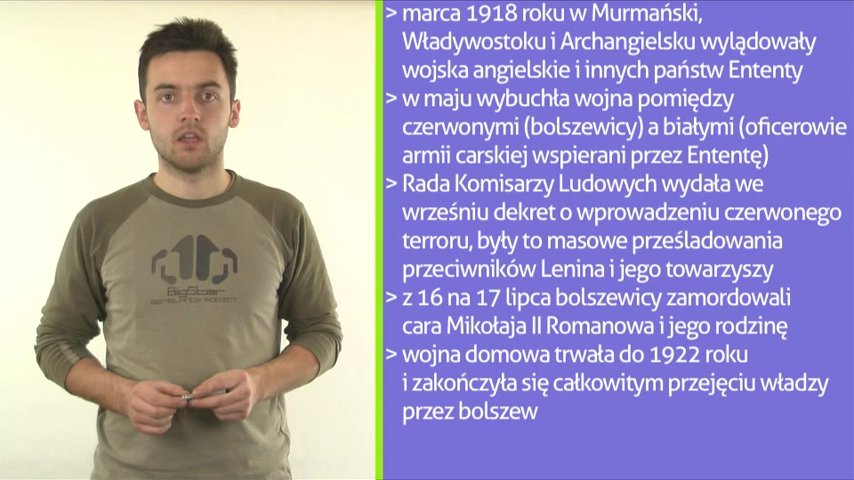 > marca 1918 roku w Murmański,
Władywostoku i Archangielsku wylądowały
wojska angielskie i innych państw Ententy
> w maju wybuchła wojna pomiędzy
czerwonymi (bolszewicy) a białymi (oficerowie
armii carskiej wspierani przez Ententę)
> Rada Komisarzy Ludowych wydała we
wrześniu dekret o wprowadzeniu czerwonego
terroru, były to masowe prześladowania
przeciwników Lenina i jego towarzyszy
> z 16 na 17 lipca bolszewicy zamordowali
cara Mikołaja II Romanowa i jego rodzinę
> wojna domowa trwała do 1922 roku
i zakończyła się całkowitym przejęciu władzy
przez bolszew
BigStar